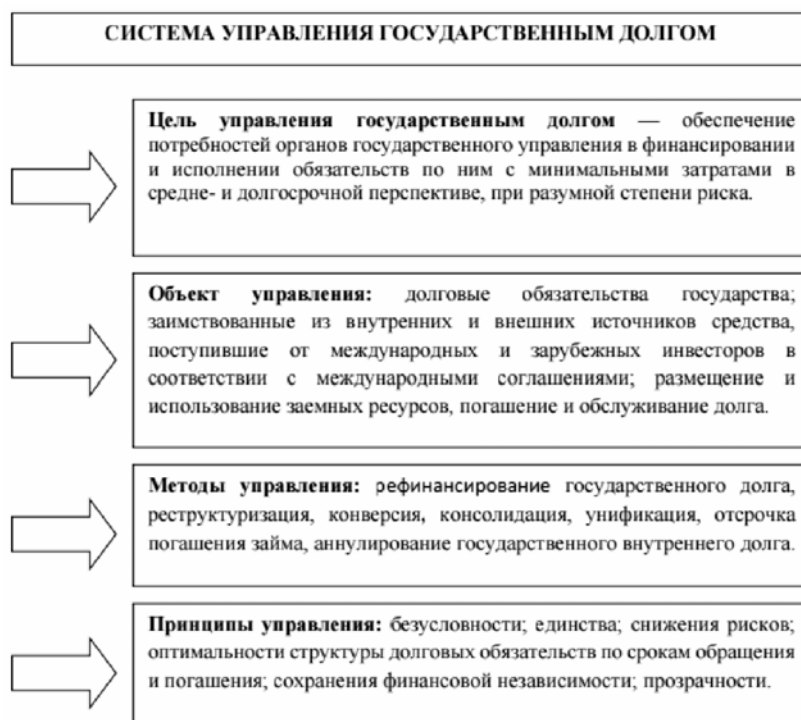 СИСТЕМА УПРАВЛЕНИЯ ГОСУДАРСТВЕННЫМ ДОЛГОМ
Цель управления государственным долгом — обеспечение
потребностей органов государственного управления в финансировании
и исполнении обязательств по ним с минимальными затратами в
средне- и долгосрочной перспективе, при разумной степени риска.
Объект управления: долговые обязательства государства;
заимствованные из внутренних и внешних источников средства,
поступившие от международных и зарубежных инвесторов в
соответствии с международными соглашениями; размещение и
использование заемных ресурсов, погашение и обслуживание долга.
Методы управления: рефинансирование государственного долга,
реструктуризация, конверсия, консолидация, унификация, отсрочка
погашения займа, аннулирование государственного внутреннего долга.
Принципы управления: безусловности; единства; снижения рисков;
оптимальности структуры долговых обязательств по срокам обращения
и погашения; сохранения финансовой независимости; прозрачности.